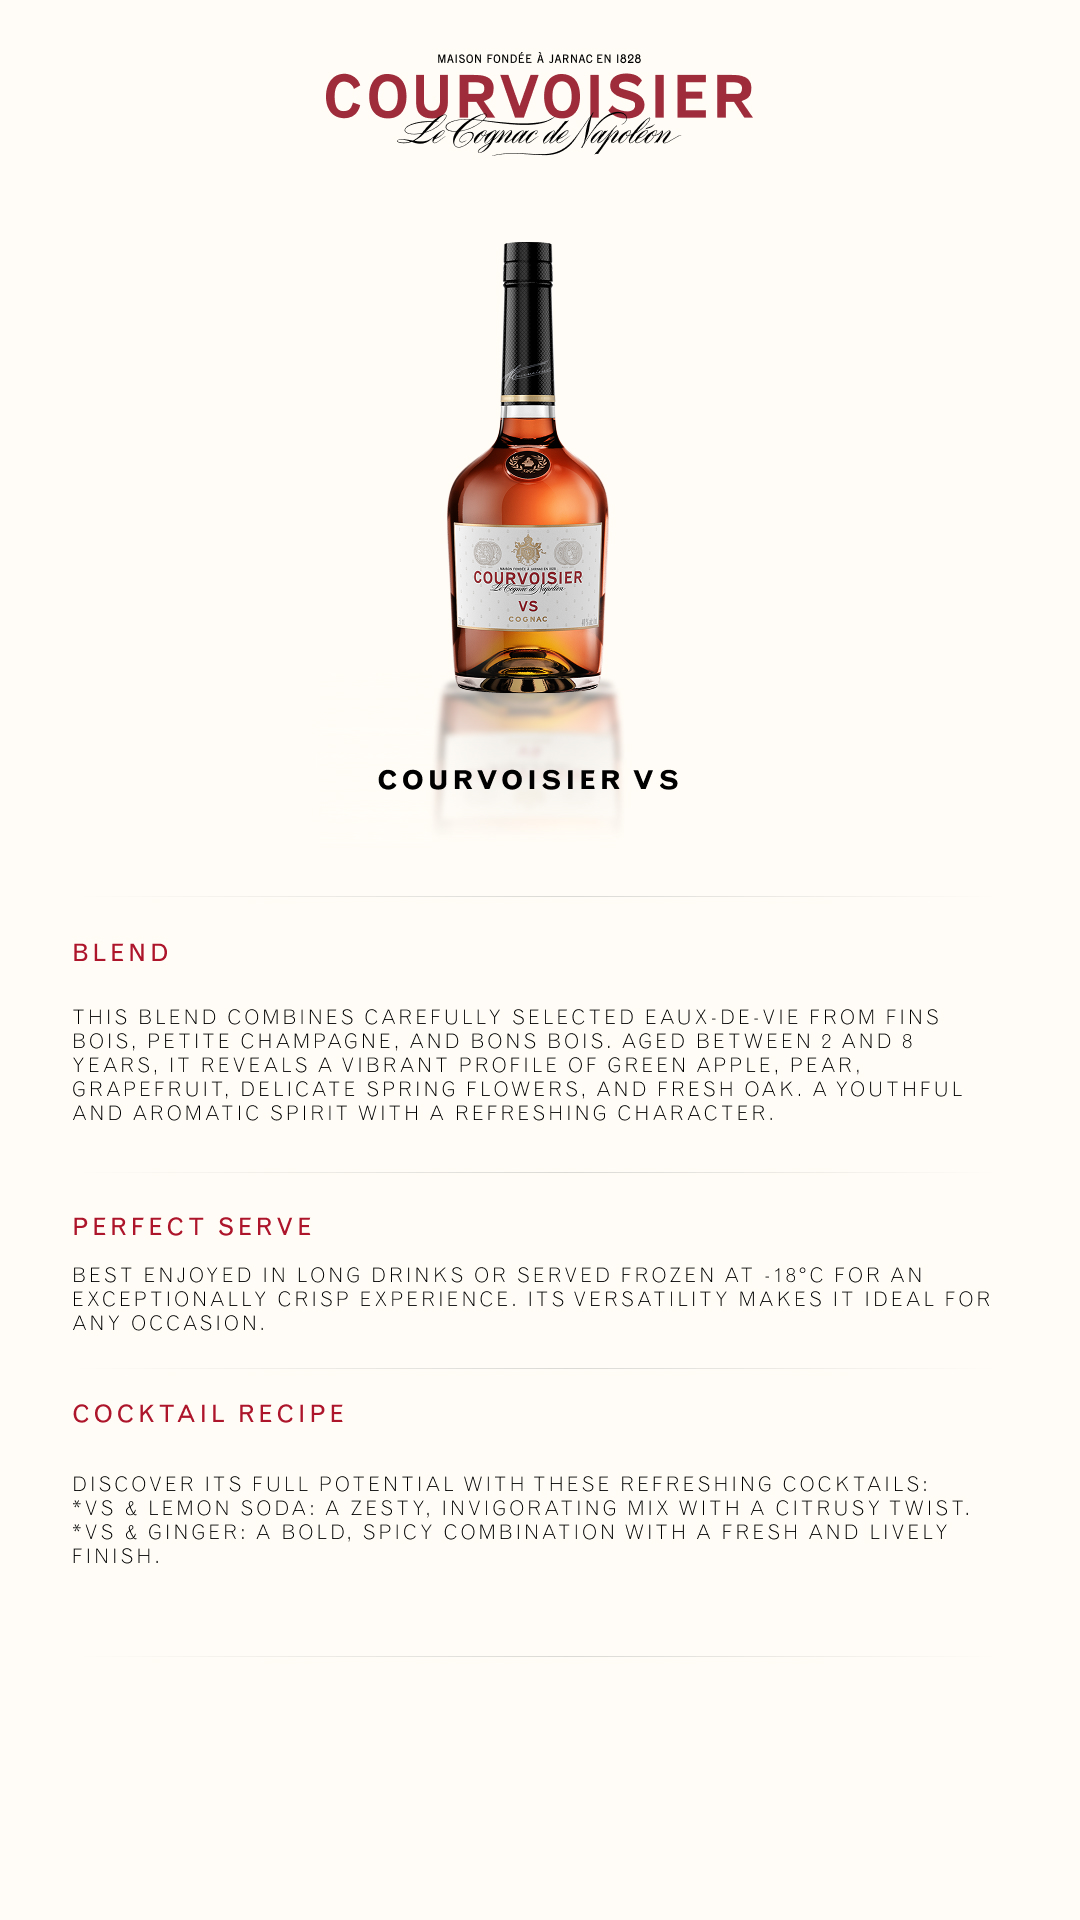 MAISON FONDÉE À JARNAC EN 1828
COURVOISIER
Le Cognac de Napoléon
MAISON FONDÉE À JARNAC EN 1828
COURVOISIER
Le Cognac de Napoléon
VS
COGNAC
COURVOISIER VS
BLEND
THIS BLEND COMBINES CAREFULLY SELECTED EAUX-DE-VIE FROM FINS
BOIS, PETITE CHAMPAGNE, AND BONS BOIS. AGED BETWEEN 2 AND 8
YEARS, IT REVEALS A VIBRANT PROFILE OF GREEN APPLE, PEAR,
GRAPEFRUIT, DELICATE SPRING FLOWERS, AND FRESH OAK. A YOUTHFUL
AND AROMATIC SPIRIT WITH A REFRESHING CHARACTER.
PERFECT SERVE
BEST ENJOYED IN LONG DRINKS OR SERVED FROZEN AT -18°C FOR AN
EXCEPTIONALLY CRISP EXPERIENCE. ITS VERSATILITY MAKES IT IDEAL FOR
ANY OCCASION.
COCKTAIL RECIPE
DISCOVER ITS FULL POTENTIAL WITH THESE REFRESHING COCKTAILS:
*VS & LEMON SODA: A ZESTY, INVIGORATING MIX WITH A CITRUSY TWIST.
*VS & GINGER: A BOLD, SPICY COMBINATION WITH A FRESH AND LIVELY
FINISH.